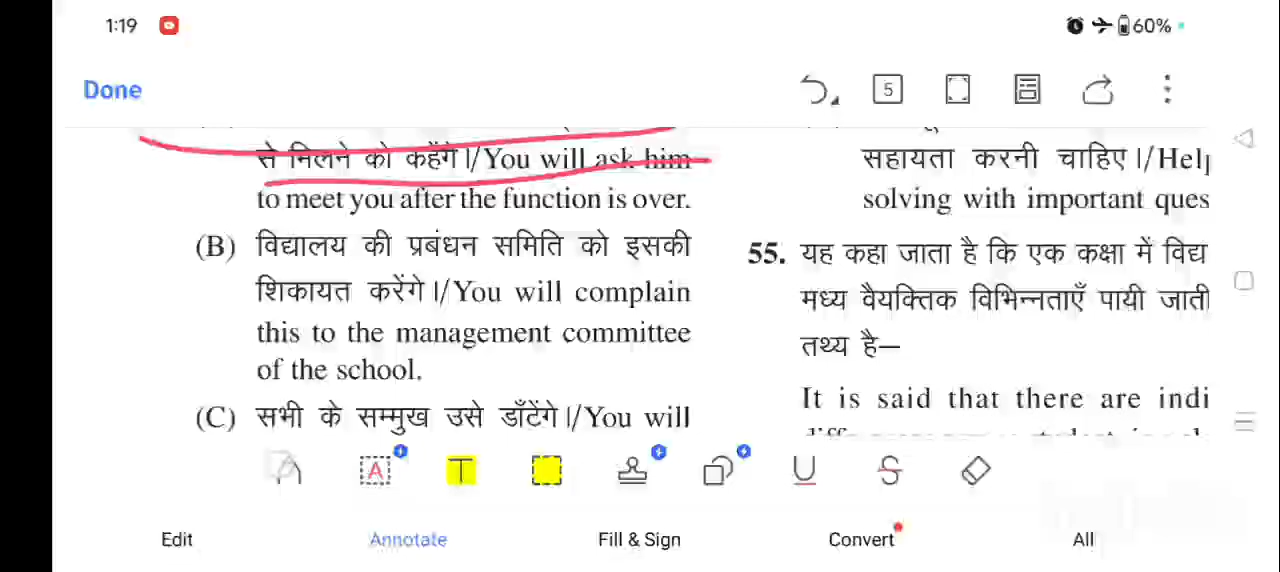 1:19
60%
Done
5
से मिलने को कहेंगे।/You will ask him
to meet you after the function is over.
(B) विद्यालय की प्रबंधन समिति को इसकी
शिकायत करेंगे।/You will complain
this to the management committee
of the school.
(C) सभी के सम्मुख उसे डाँटेंगे।/You will
सहायता करनी चाहिए।/Help
solving with important ques
55. यह कहा जाता है कि एक कक्षा में विद्य
मध्य वैयक्तिक विभिन्नताएँ पायी जाती
तथ्य है—
It is said that there are indi
A
T
U
S
Edit
Annotate
Fill & Sign
Convert
All